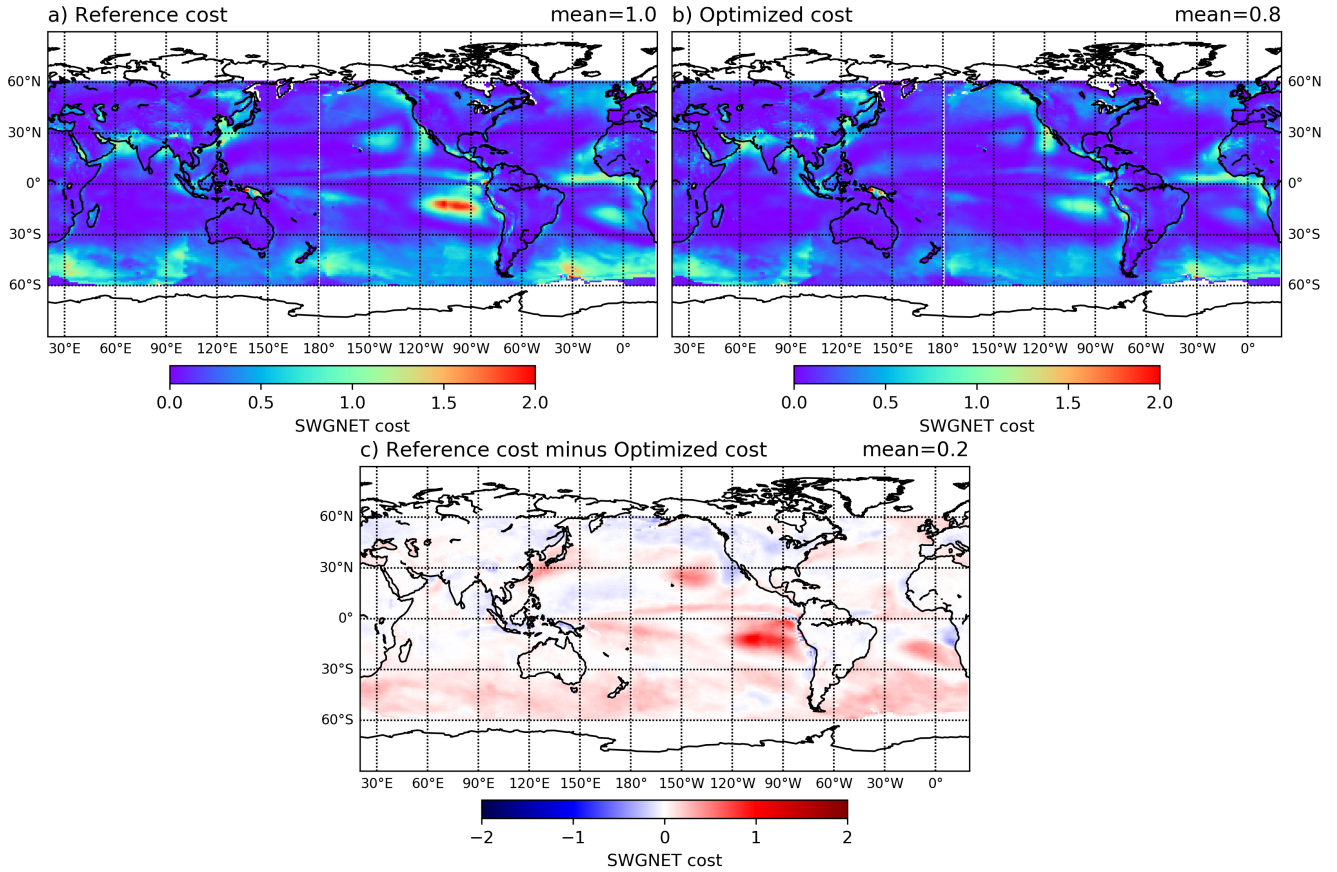 a) Reference cost mean=1.0
b) Optimized cost mean=0.8
60°N
30°N
0°
30°S
60°S
60°N
30°N
0°
30°S
60°S
30°E 60°E 90°E 120°E 150°E 180° 150°W 120°W 90°W 60°W 30°W 0°
30°E 60°E 90°E 120°E 150°E 180° 150°W 120°W 90°W 60°W 30°W 0°
0.0 0.5 1.0 1.5 2.0
SWGNET cost
0.0 0.5 1.0 1.5 2.0
SWGNET cost
c) Reference cost minus Optimized cost mean=0.2
60°N
30°N
0°
30°S
60°S
30°E 60°E 90°E 120°E 150°E 180° 150°W 120°W 90°W 60°W 30°W 0°
−2 −1 0 1 2
SWGNET cost